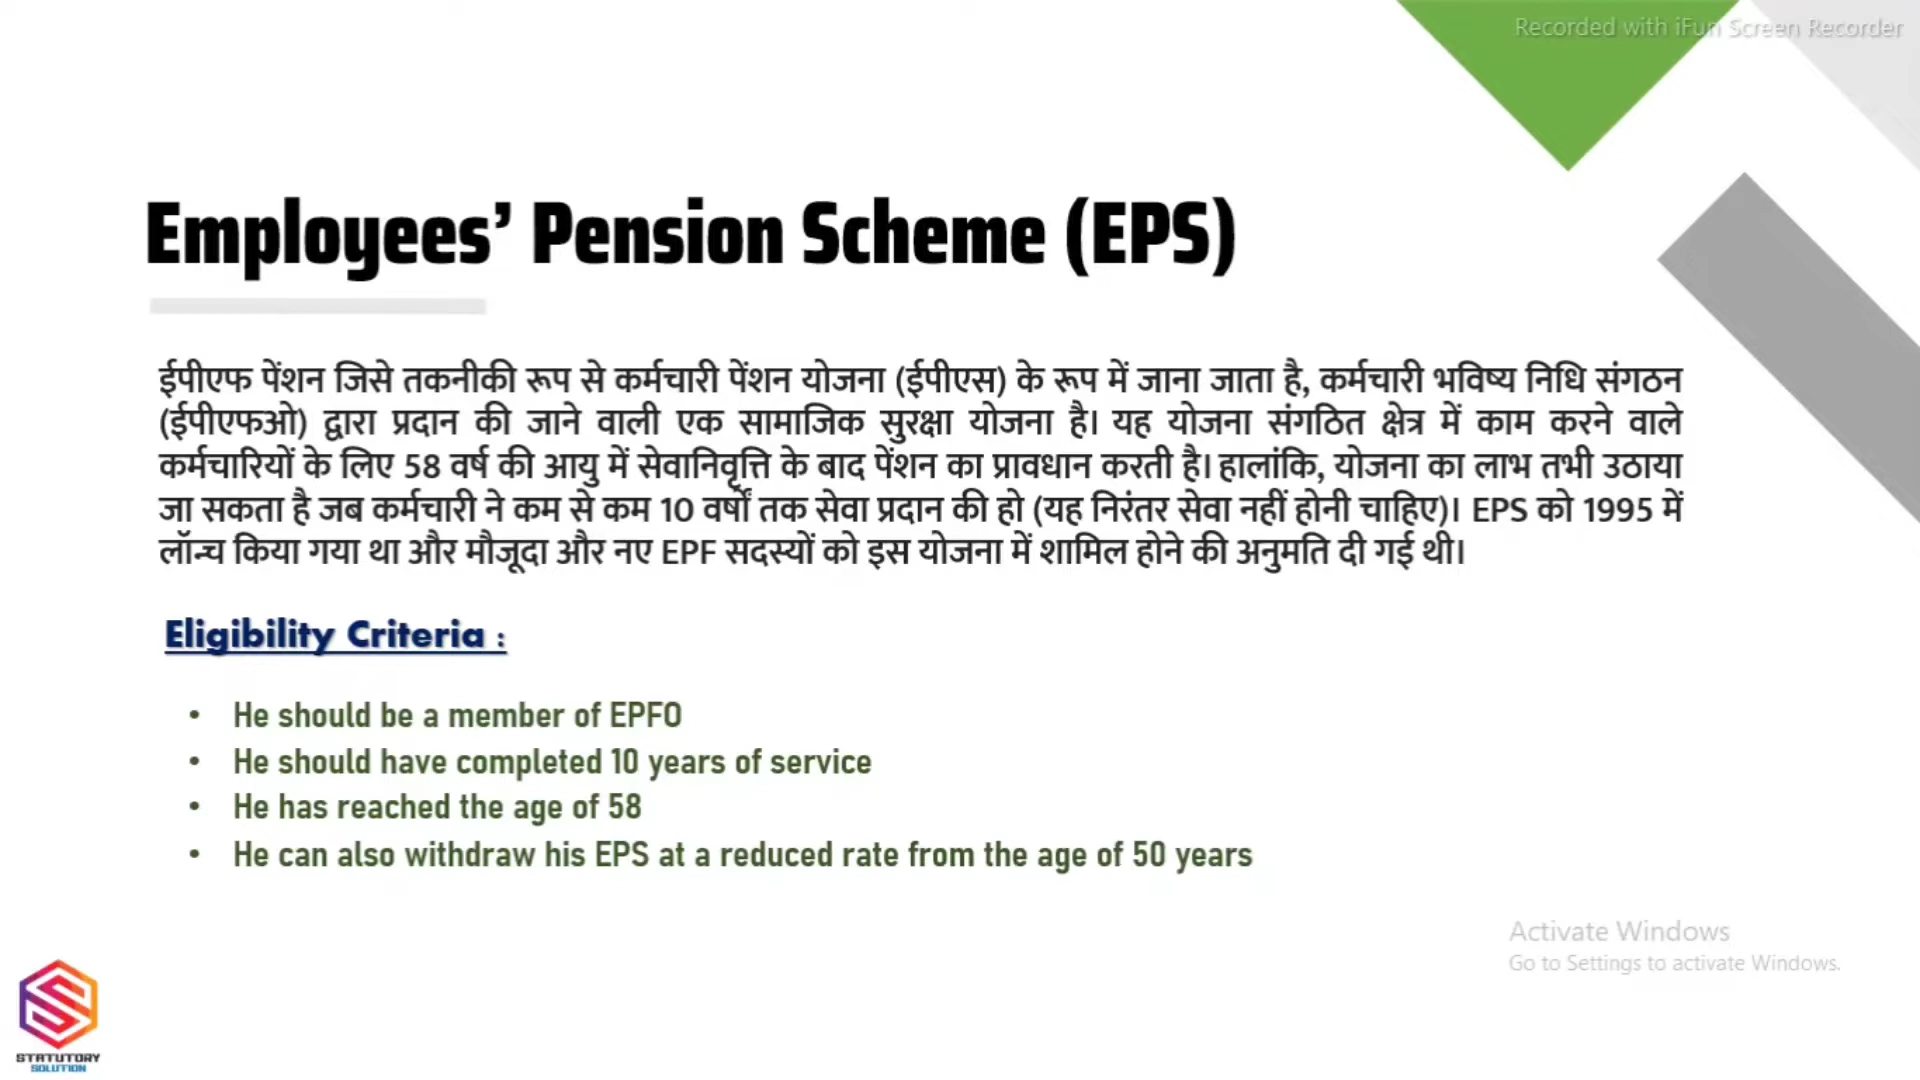 Recorded with iFun Screen Recorder
Employees’ Pension Scheme (EPS)
ईपीएफ पेंशन जिसे तकनीकी रूप से कर्मचारी पेंशन योजना (ईपीएस) के रूप में जाना जाता है, कर्मचारी भविष्य निधि संगठन
(ईपीएफओ) द्वारा प्रदान की जाने वाली एक सामाजिक सुरक्षा योजना है। यह योजना संगठित क्षेत्र में काम करने वाले
कर्मचारियों के लिए 58 वर्ष की आयु में सेवानिवृत्ति के बाद पेंशन का प्रावधान करती है। हालांकि, योजना का लाभ तभी उठाया
जा सकता है जब कर्मचारी ने कम से कम 10 वर्षों तक सेवा प्रदान की हो (यह निरंतर सेवा नहीं होनी चाहिए)। EPS को 1995 में
लॉन्च किया गया था और मौजूदा और नए EPF सदस्यों को इस योजना में शामिल होने की अनुमति दी गई थी।
Eligibility Criteria :
• He should be a member of EPFO
• He should have completed 10 years of service
• He has reached the age of 58
• He can also withdraw his EPS at a reduced rate from the age of 50 years
Activate Windows
Go to Settings to activate Windows.
STATUTORY
SOLUTION